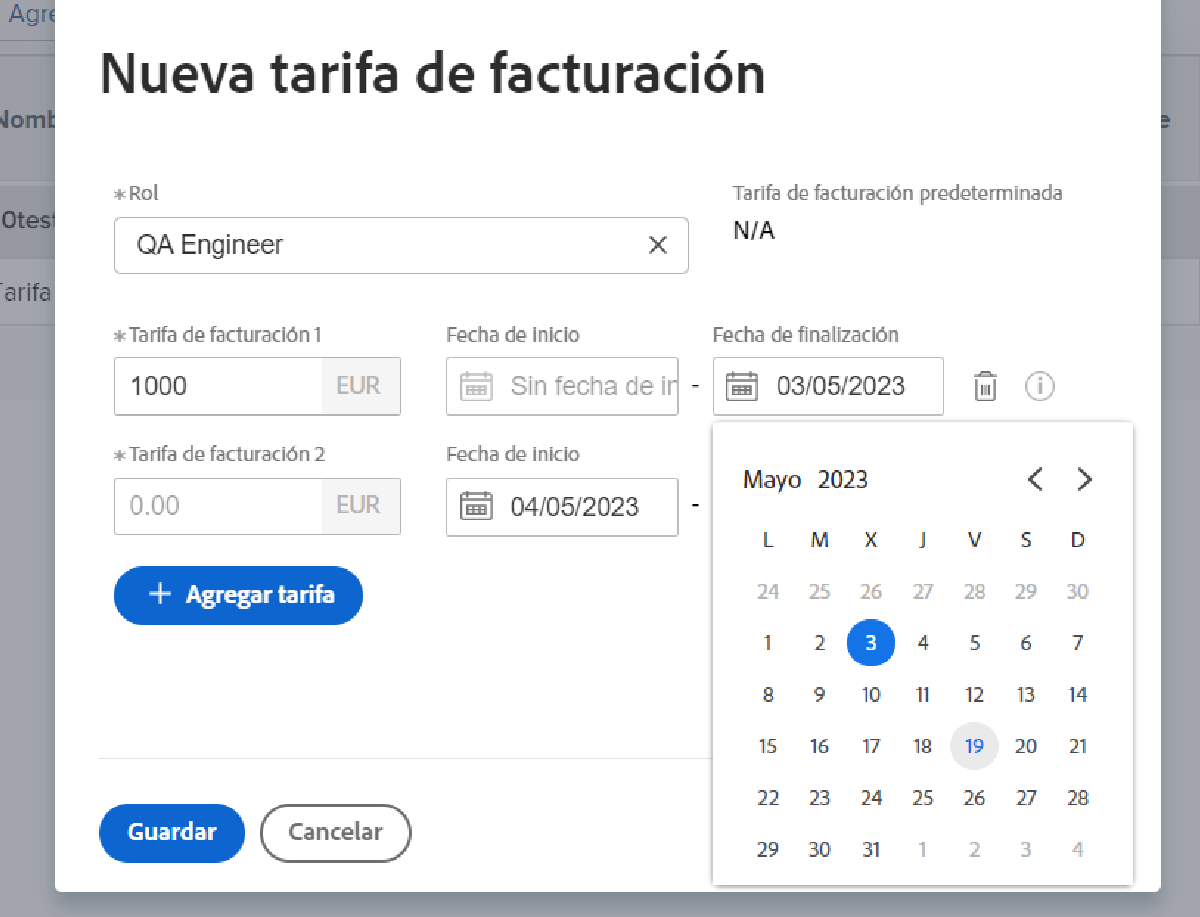 Agre
Nueva tarifa de facturación
Nomb
e
* Rol
Tarifa de facturación predeterminada
QA Engineer
N/A
0test
Tarifa
* Tarifa de facturación 1
Fecha de inicio
Fecha de finalización
1000 EUR
Sin fecha de in
-
03/05/2023
* Tarifa de facturación 2
Fecha de inicio
0.00 EUR
04/05/2023
-
Mayo 2023
L M X J V S D
24 25 26 27 28 29 30
1 2 3 4 5 6 7
8 9 10 11 12 13 14
15 16 17 18 19 20 21
22 23 24 25 26 27 28
29 30 31 1 2 3 4
+ Agregar tarifa
Guardar
Cancelar